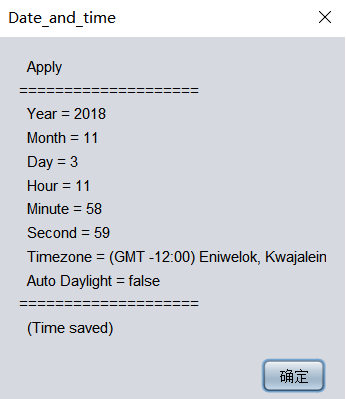 Date_and_time
Apply
=====================
Year = 2018
Month = 11
Day = 3
Hour = 11
Minute = 58
Second = 59
Timezone = (GMT -12:00) Eniwelok, Kwajalein
Auto Daylight = false
=====================
(Time saved)
确定